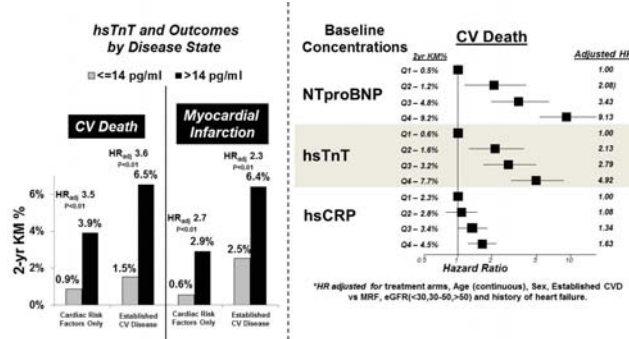 hsTnT and Outcomes
by Disease State
<=14 pg/ml
>14 pg/ml
CV Death
Myocardial
Infarction
HRadj 3.5
P<0.01
HRadj 3.6
P<0.01
HRadj 2.7
P<0.01
HRadj 2.3
P<0.01
2-yr KM %
6%
4%
2%
0%
0.9%
3.9%
1.5%
6.5%
0.6%
2.9%
2.5%
6.4%
Cardiac Risk
Factors Only
Established
CV Disease
Cardiac Risk
Factors Only
Established
CV Disease
Baseline
Concentrations
CV Death
2yr KM%
Adjusted HR
NTproBNP
Q1 – 0.5% 1.00
Q2 – 1.2% 2.08)
Q3 – 4.8% 3.43
Q4 – 9.2% 9.13
hsTnT
Q1 – 0.6% 1.00
Q2 – 1.6% 2.13
Q3 – 3.2% 2.79
Q4 – 7.7% 4.92
hsCRP
Q1 – 2.3% 1.00
Q2 – 2.8% 1.08
Q3 – 3.4% 1.34
Q4 – 4.5% 1.63
0.5 1 5 10
Hazard Ratio
*HR adjusted for treatment arms, Age (continuous), Sex, Established CVD
vs MRF, eGFR(<30,30-50,>50) and history of heart failure.